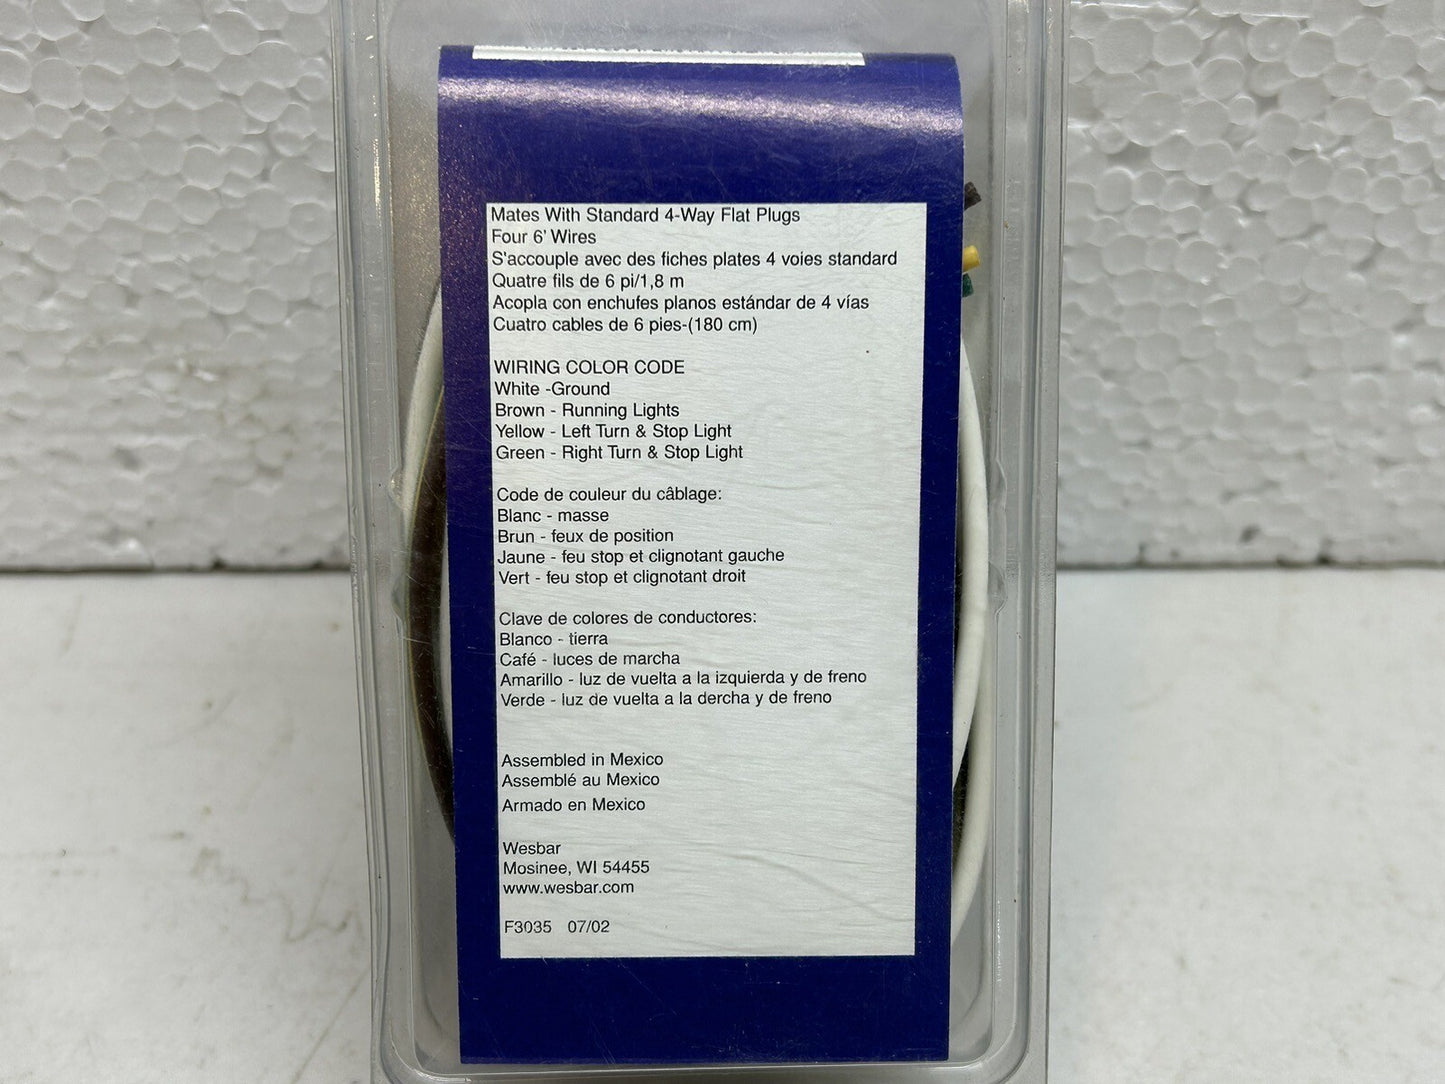 Mates With Standard 4-Way Flat Plugs
Four 6' Wires
S'accouple avec des fiches plates 4 voies standard
Quatre fils de 6 pi/1,8 m
Acopla con enchufes planos estándar de 4 vías
Cuatro cables de 6 pies-(180 cm)
WIRING COLOR CODE
White -Ground
Brown - Running Lights
Yellow - Left Turn & Stop Light
Green - Right Turn & Stop Light
Code de couleur du câblage:
Blanc - masse
Brun - feux de position
Jaune - feu stop et clignotant gauche
Vert - feu stop et clignotant droit
Clave de colores de conductores:
Blanco - tierra
Café - luces de marcha
Amarillo - luz de vuelta a la izquierda y de freno
Verde - luz de vuelta a la dercha y de freno
Assembled in Mexico
Assemblé au Mexico
Armado en Mexico
Wesbar
Mosinee, WI 54455
www.wesbar.com
F3035 07/02